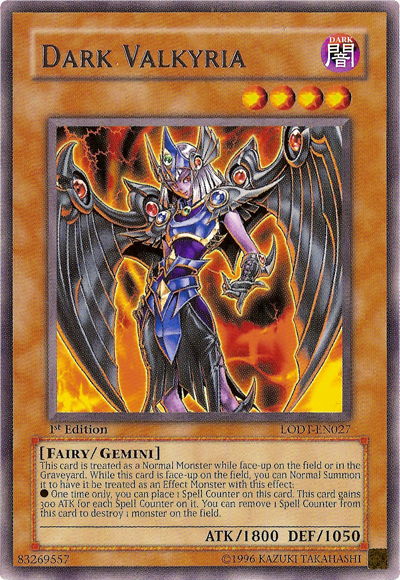 DARK VALKYRIA
DARK
闇
1st Edition
LODT-EN027
[FAIRY/GEMINI]
This card is treated as a Normal Monster while face-up on the field or in the
Graveyard. While this card is face-up on the field, you can Normal Summon
it to have it be treated as an Effect Monster with this effect:
●One time only, you can place 1 Spell Counter on this card. This card gains
300 ATK for each Spell Counter on it. You can remove 1 Spell Counter
from this card to destroy 1 monster on the field.
ATK/1800 DEF/1050
83269557
©1996 KAZUKI TAKAHASHI